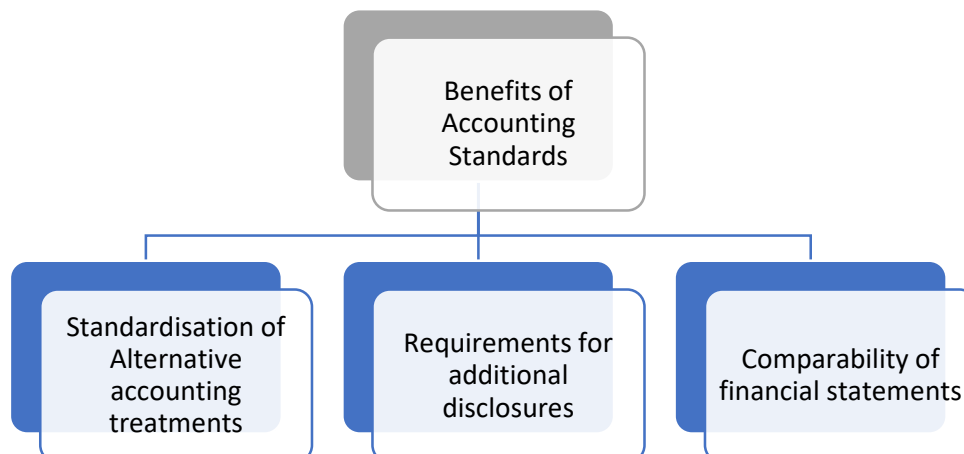 Benefits of
Accounting
Standards
Standardisation of
Alternative
accounting
treatments
Requirements for
additional
disclosures
Comparability of
financial statements